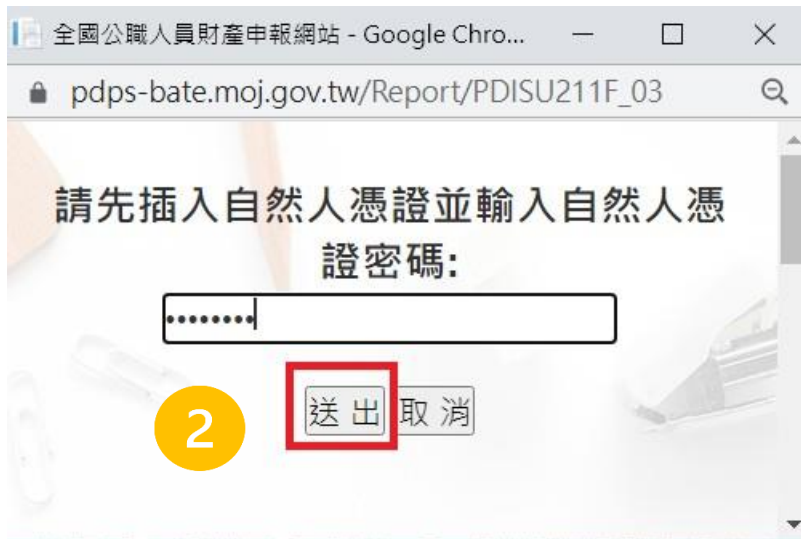 全國公職人員財產申報網站 - Google Chro...
pdps-bate.moj.gov.tw/Report/PDISU211F_03
請先插入自然人憑證並輸入自然人憑
證密碼:
••••••••
2
送 出 取 消